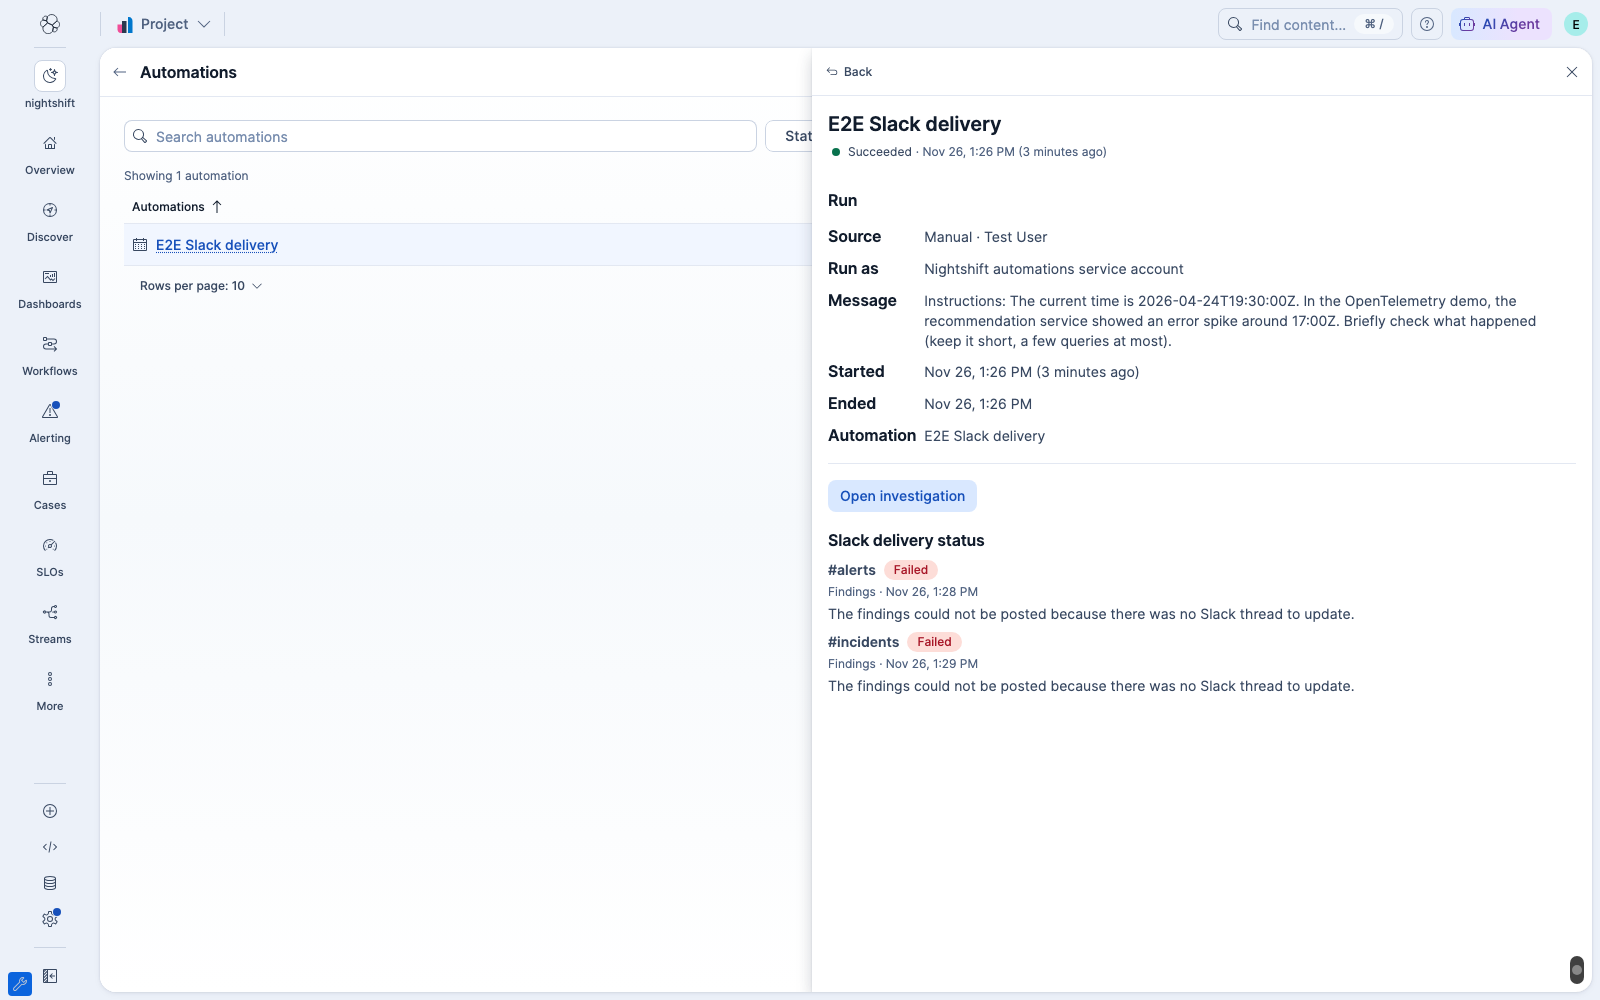 Project
Find content...
⌘ /
AI Agent
E
nightshift
Overview
Discover
Dashboards
Workflows
Alerting
Cases
SLOs
Streams
More
Automations
Search automations
Stat
Showing 1 automation
Automations
E2E Slack delivery
Rows per page: 10
Back
E2E Slack delivery
Succeeded · Nov 26, 1:26 PM (3 minutes ago)
Run
Source Manual · Test User
Run as Nightshift automations service account
Message Instructions: The current time is 2026-04-24T19:30:00Z. In the OpenTelemetry demo, the
recommendation service showed an error spike around 17:00Z. Briefly check what happened
(keep it short, a few queries at most).
Started Nov 26, 1:26 PM (3 minutes ago)
Ended Nov 26, 1:26 PM
Automation E2E Slack delivery
Open investigation
Slack delivery status
#alerts Failed
Findings · Nov 26, 1:28 PM
The findings could not be posted because there was no Slack thread to update.
#incidents Failed
Findings · Nov 26, 1:29 PM
The findings could not be posted because there was no Slack thread to update.